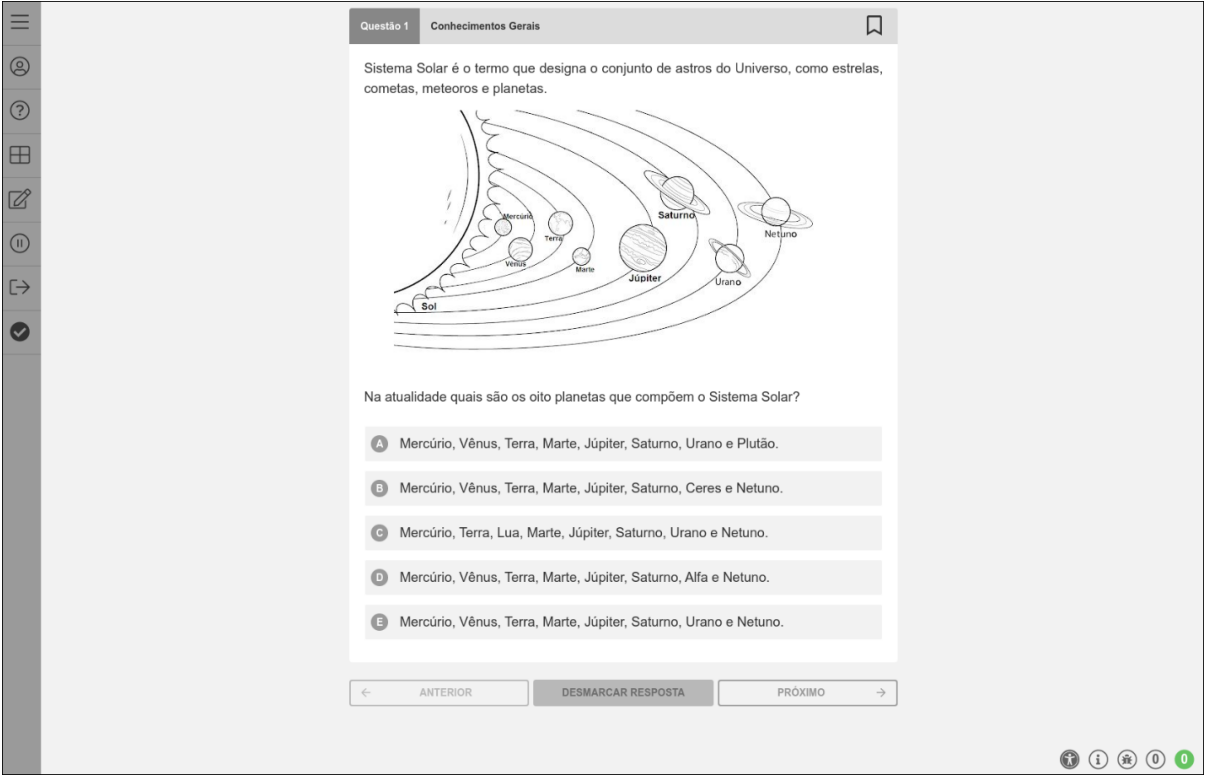 Questão 1 Conhecimentos Gerais
Sistema Solar é o termo que designa o conjunto de astros do Universo, como estrelas,
cometas, meteoros e planetas.
Mercúrio
Vênus
Terra
Marte
Júpiter
Saturno
Urano
Netuno
Sol
Na atualidade quais são os oito planetas que compõem o Sistema Solar?
A Mercúrio, Vênus, Terra, Marte, Júpiter, Saturno, Urano e Plutão.
B Mercúrio, Vênus, Terra, Marte, Júpiter, Saturno, Ceres e Netuno.
C Mercúrio, Terra, Lua, Marte, Júpiter, Saturno, Urano e Netuno.
D Mercúrio, Vênus, Terra, Marte, Júpiter, Saturno, Alfa e Netuno.
E Mercúrio, Vênus, Terra, Marte, Júpiter, Saturno, Urano e Netuno.
← ANTERIOR DESMARCAR RESPOSTA PRÓXIMO →
0 0